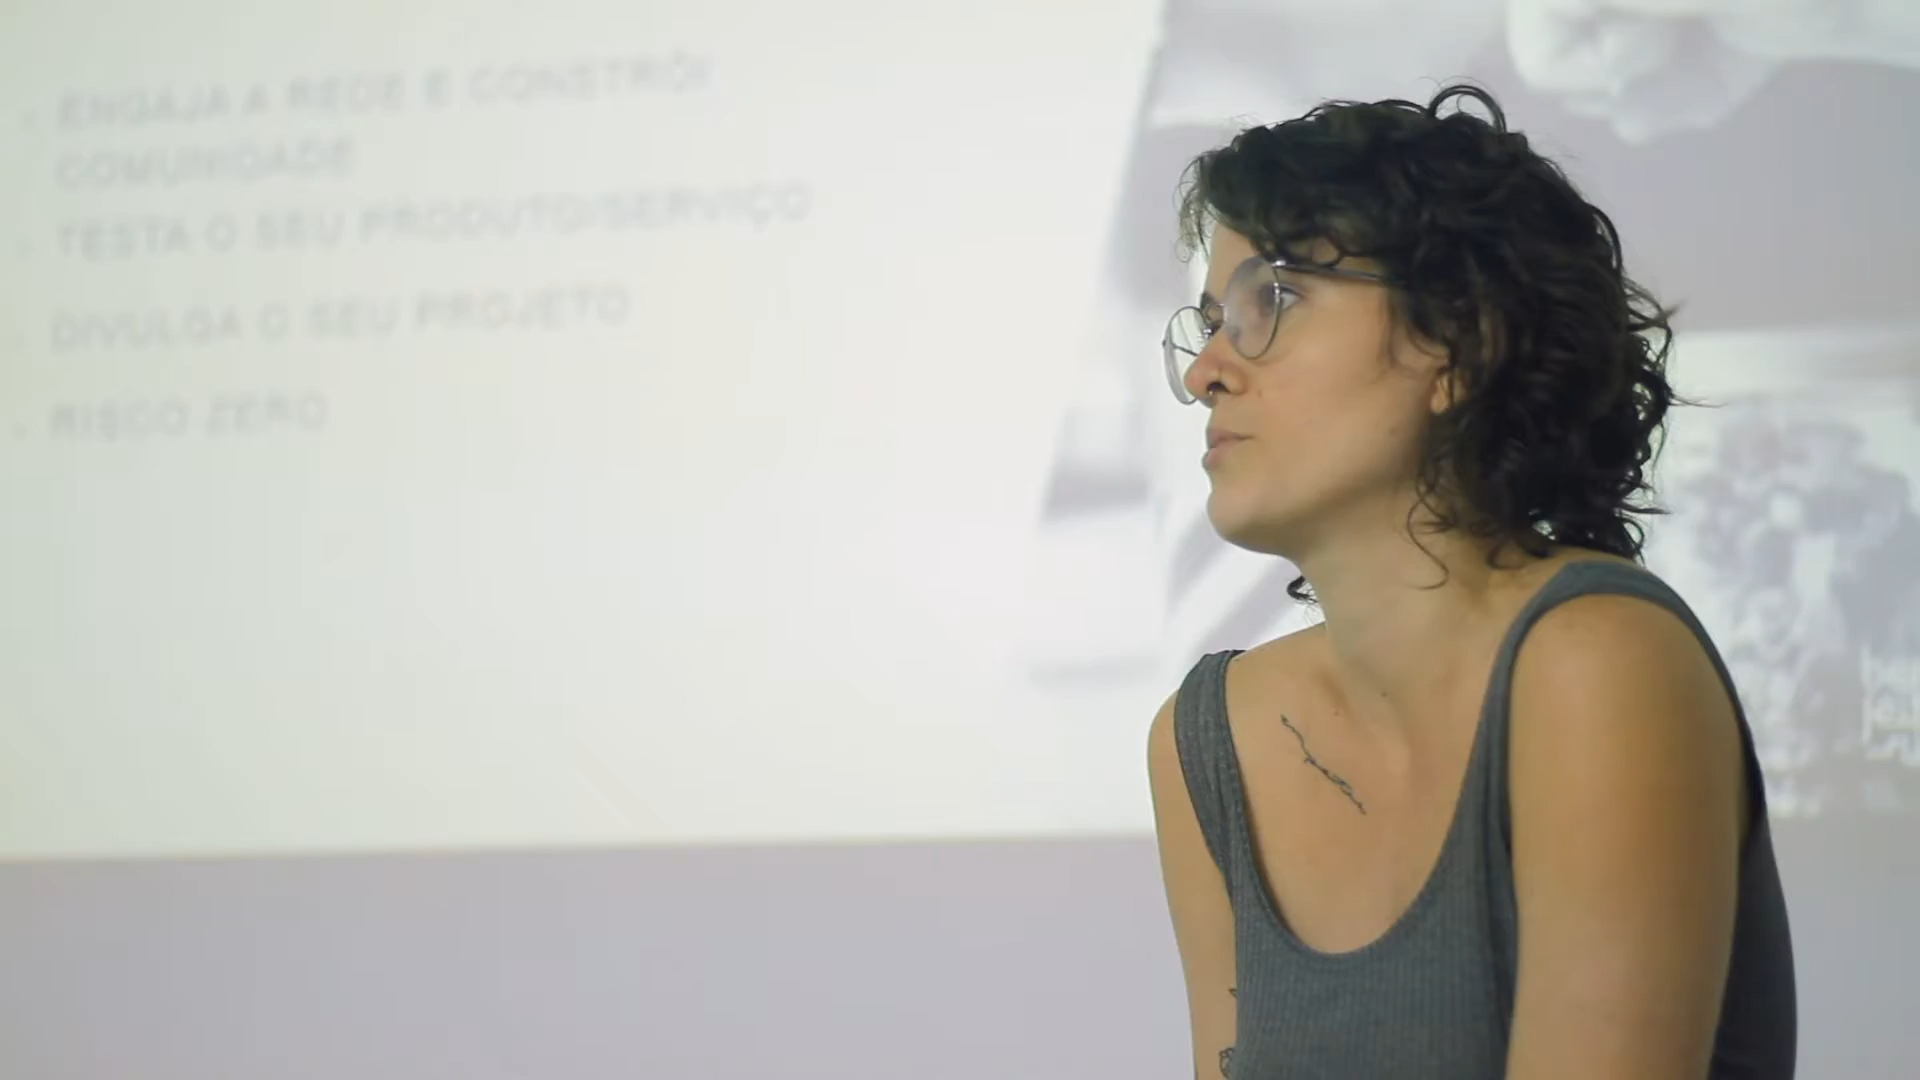 - ENGAJA A REDE E CONSTRÓI
COMUNIDADE
- TESTA O SEU PRODUTO/SERVIÇO
- DIVULGA O SEU PROJETO
- RISCO ZERO